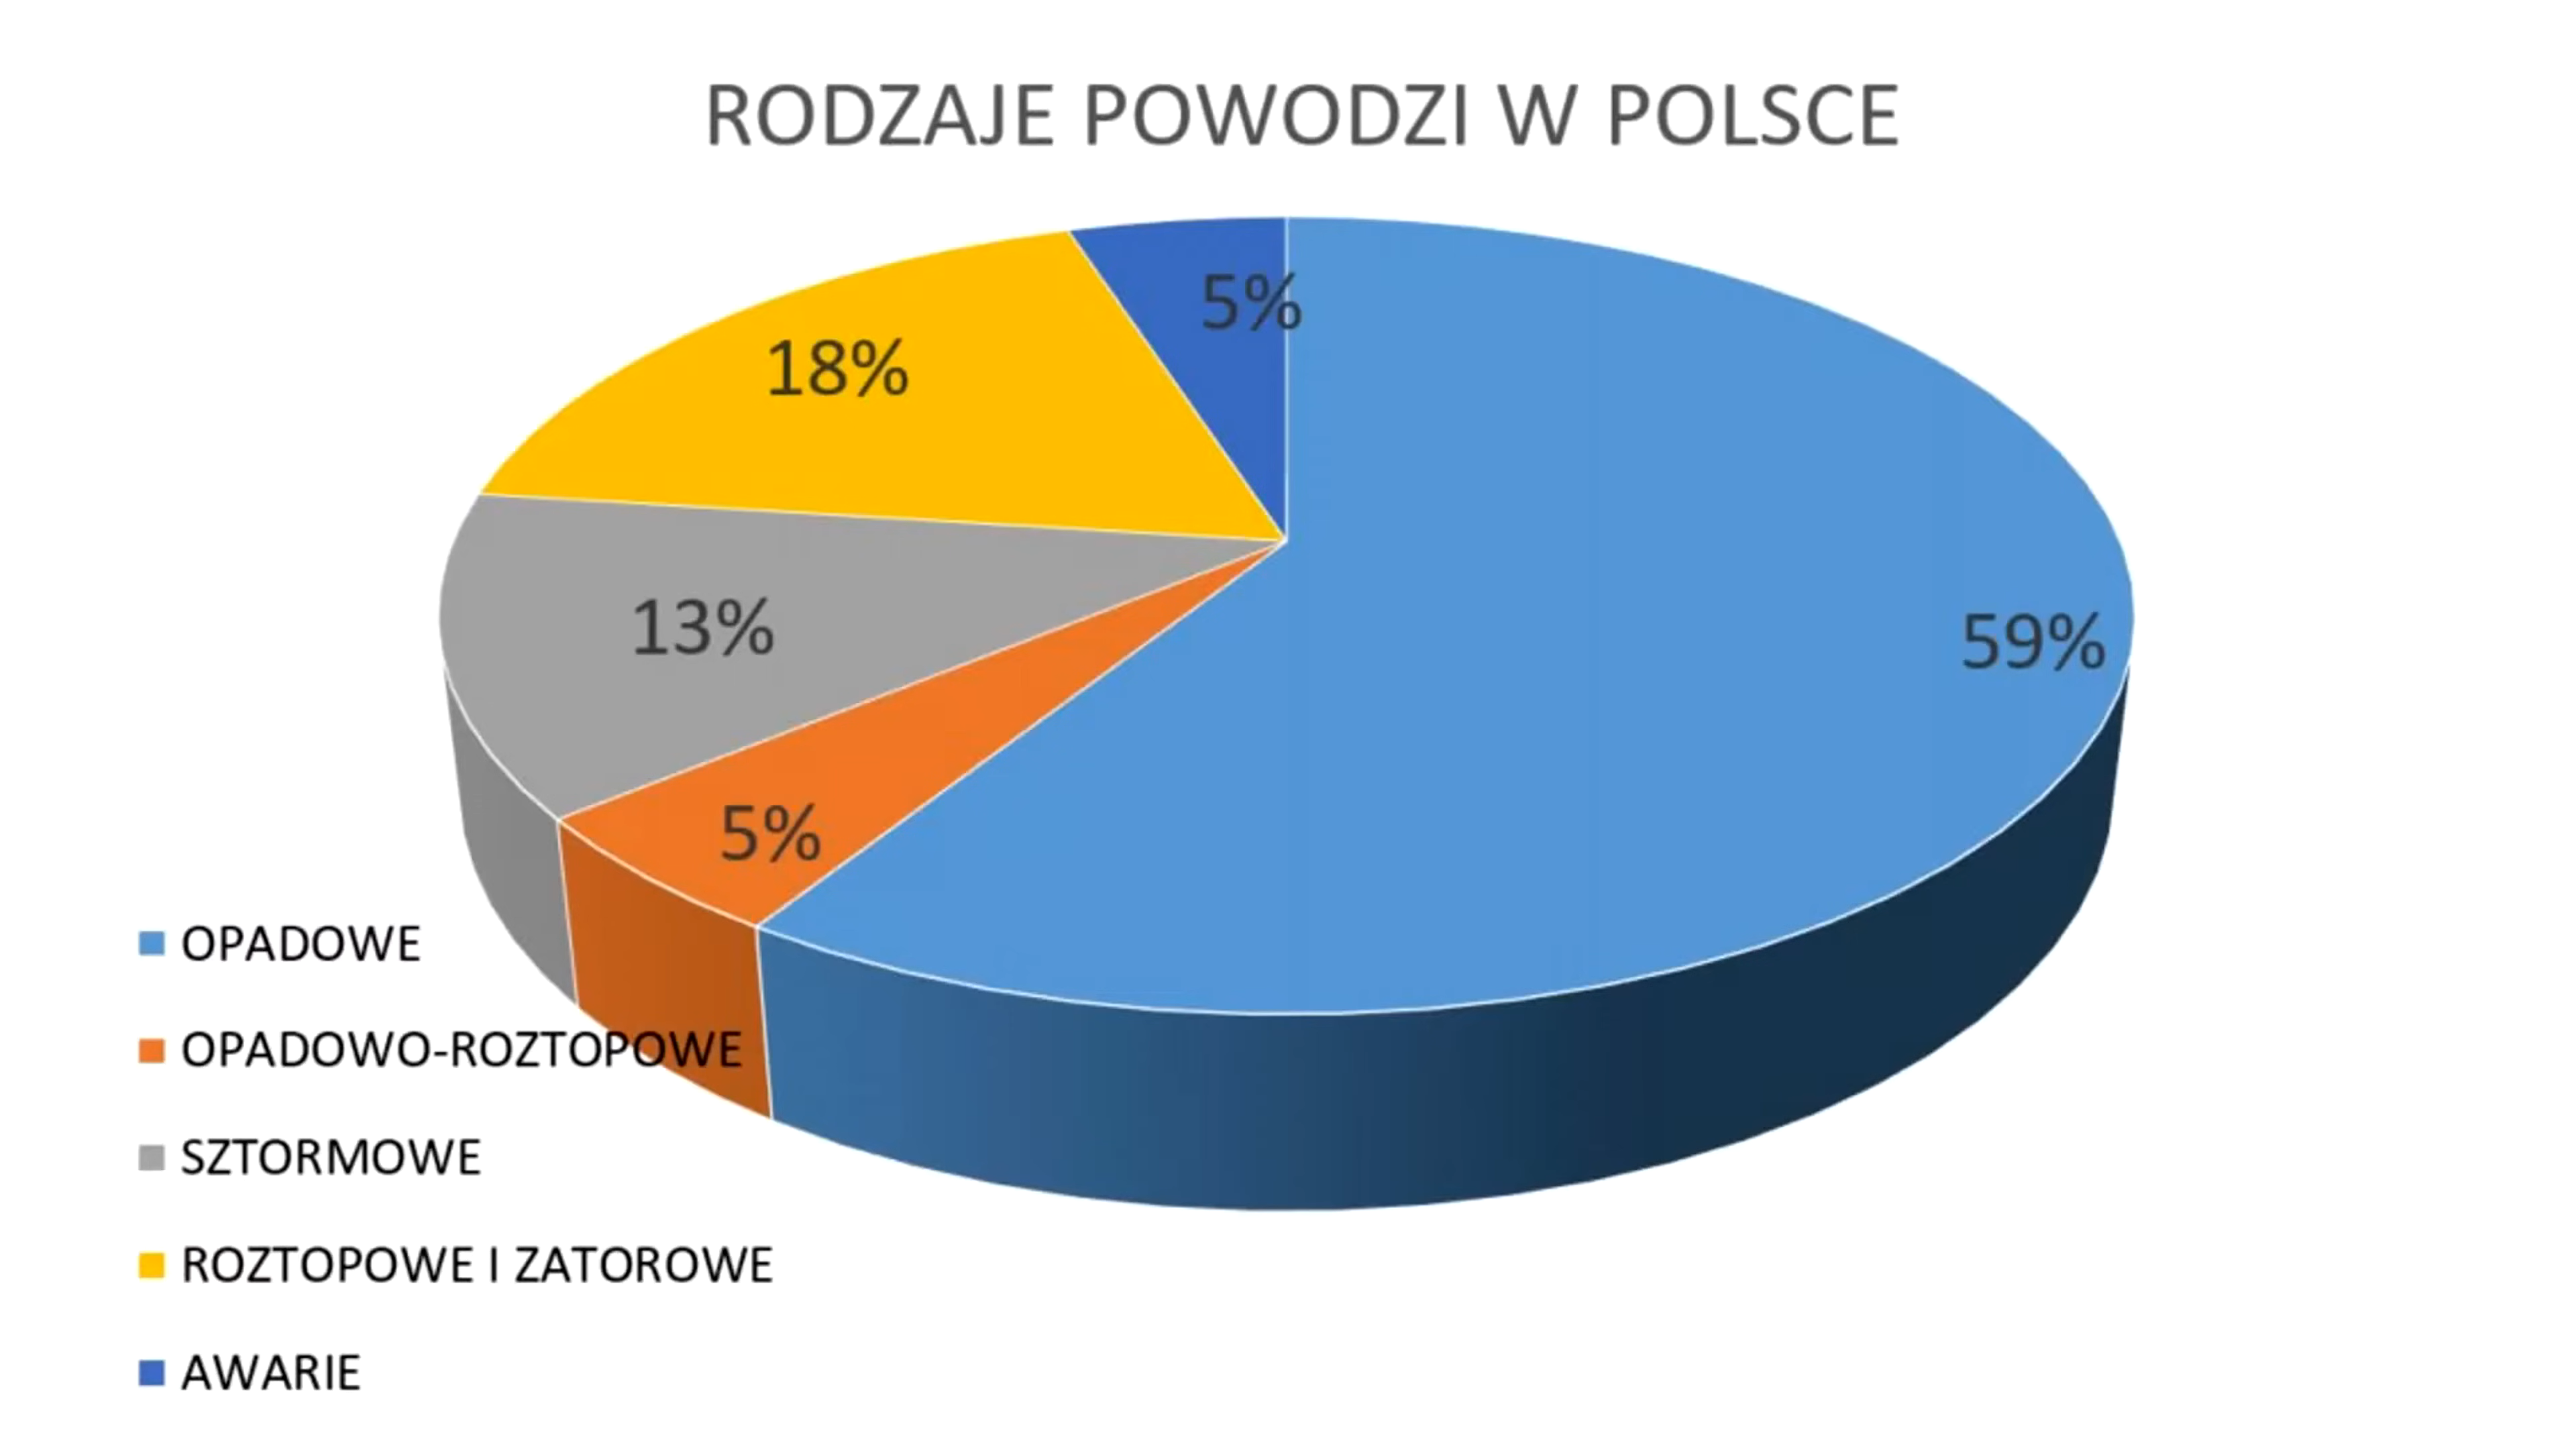 RODZAJE POWODZI W POLSCE
5%
18%
13%
59%
5%
OPADOWE
OPADOWO-ROZTOPOWE
SZTORMOWE
ROZTOPOWE I ZATOROWE
AWARIE